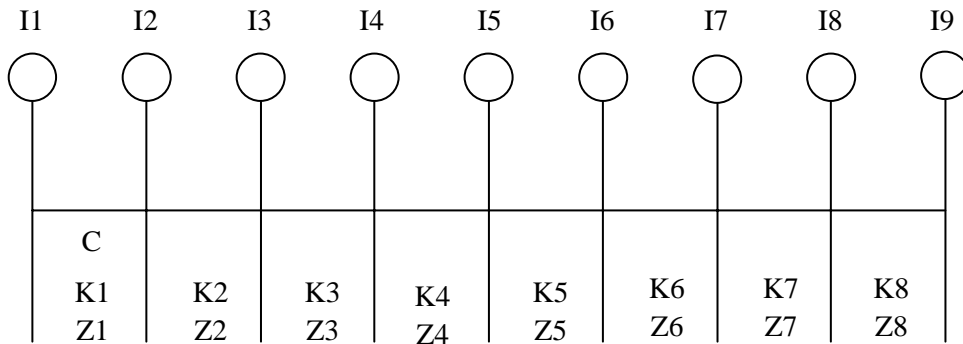 I1 I2 I3 I4 I5 I6 I7 I8 I9
C
K1 K2 K3 K4 K5 K6 K7 K8
Z1 Z2 Z3 Z4 Z5 Z6 Z7 Z8